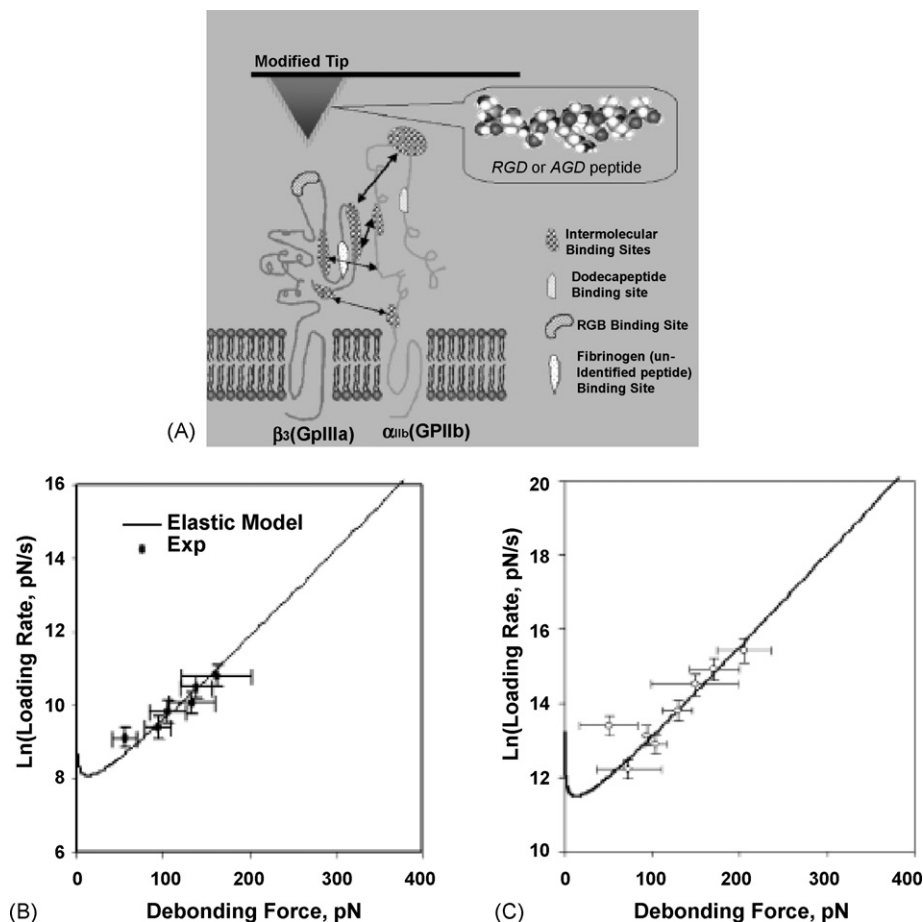 Modified Tip
RGD or AGD peptide
Intermolecular
Binding Sites
Dodecapeptide
Binding site
RGB Binding Site
Fibrinogen (un-
Identified peptide)
Binding Site
β3(GpIIIa)
αIIb(GPIIb)
(A)
16
14
12
10
8
6
Ln(Loading Rate, pN/s)
Elastic Model
Exp
0
100
200
300
400
(B)
Debonding Force, pN
20
18
16
14
12
10
Ln(Loading Rate, pN/s)
0
100
200
300
400
(C)
Debonding Force, pN